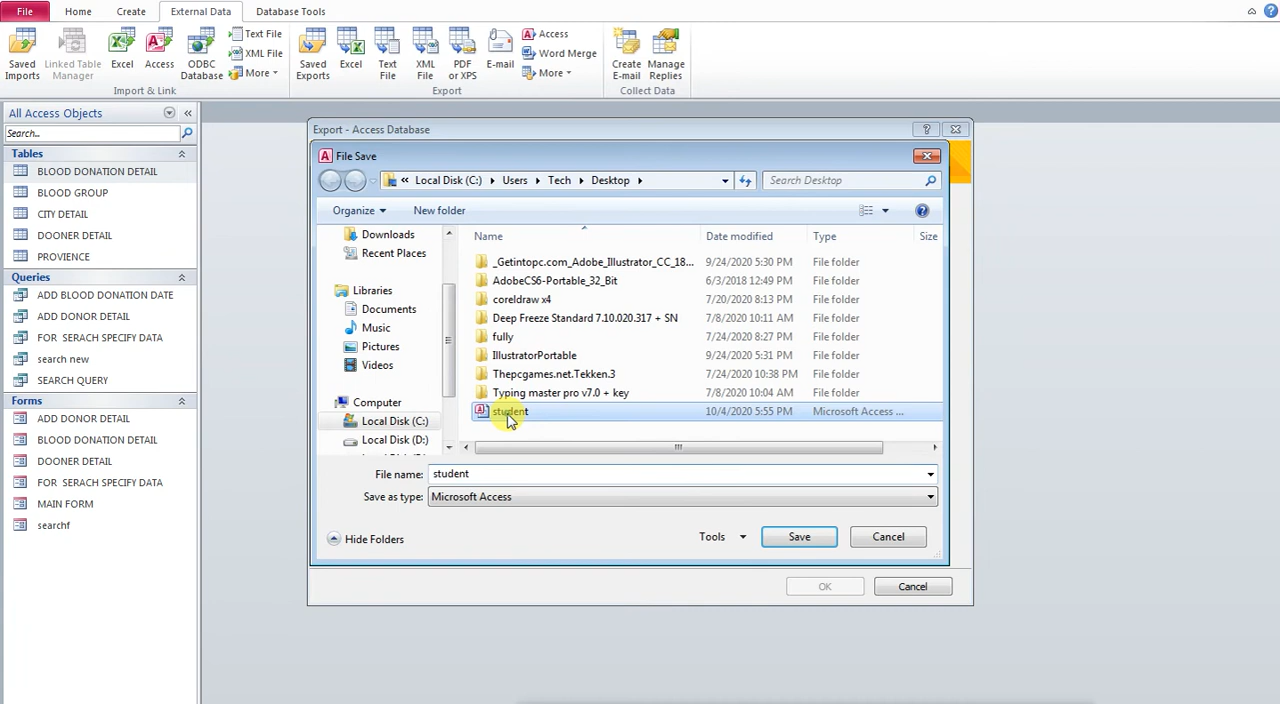 File Home Create External Data Database Tools
Saved Imports
Linked Table Manager
Excel
Access
ODBC Database
Text File
XML File
More
Import & Link
Saved Exports
Excel
Text File
XML File
PDF or XPS
E-mail
Access
Word Merge
More
Export
Create E-mail
Manage Replies
Collect Data
All Access Objects
Search..
Tables
BLOOD DONATION DETAIL
BLOOD GROUP
CITY DETAIL
DOONER DETAIL
PROVIENCE
Queries
ADD BLOOD DONATION DATE
ADD DONOR DETAIL
FOR SERACH SPECIFY DATA
search new
SEARCH QUERY
Forms
ADD DONOR DETAIL
BLOOD DONATION DETAIL
DOONER DETAIL
FOR SERACH SPECIFY DATA
MAIN FORM
searchf
Export - Access Database
File Save
« Local Disk (C:) Users Tech Desktop
Search Desktop
Organize New folder
Downloads
Recent Places
Libraries
Documents
Music
Pictures
Videos
Computer
Local Disk (C:)
Local Disk (D:)
Name Date modified Type Size
_Getintopc.com_Adobe_Illustrator_CC_18... 9/24/2020 5:30 PM File folder
AdobeCS6-Portable_32_Bit 6/3/2018 12:49 PM File folder
coreldraw x4 7/20/2020 8:13 PM File folder
Deep Freeze Standard 7.10.020.317 + SN 7/8/2020 10:11 AM File folder
fully 7/24/2020 8:27 PM File folder
IllustratorPortable 9/24/2020 5:31 PM File folder
Thepcgames.net.Tekken.3 7/24/2020 10:38 PM File folder
Typing master pro v7.0 + key 7/8/2020 10:04 AM File folder
student 10/4/2020 5:55 PM Microsoft Access ...
File name: student
Save as type: Microsoft Access
Hide Folders Tools Save Cancel
OK Cancel